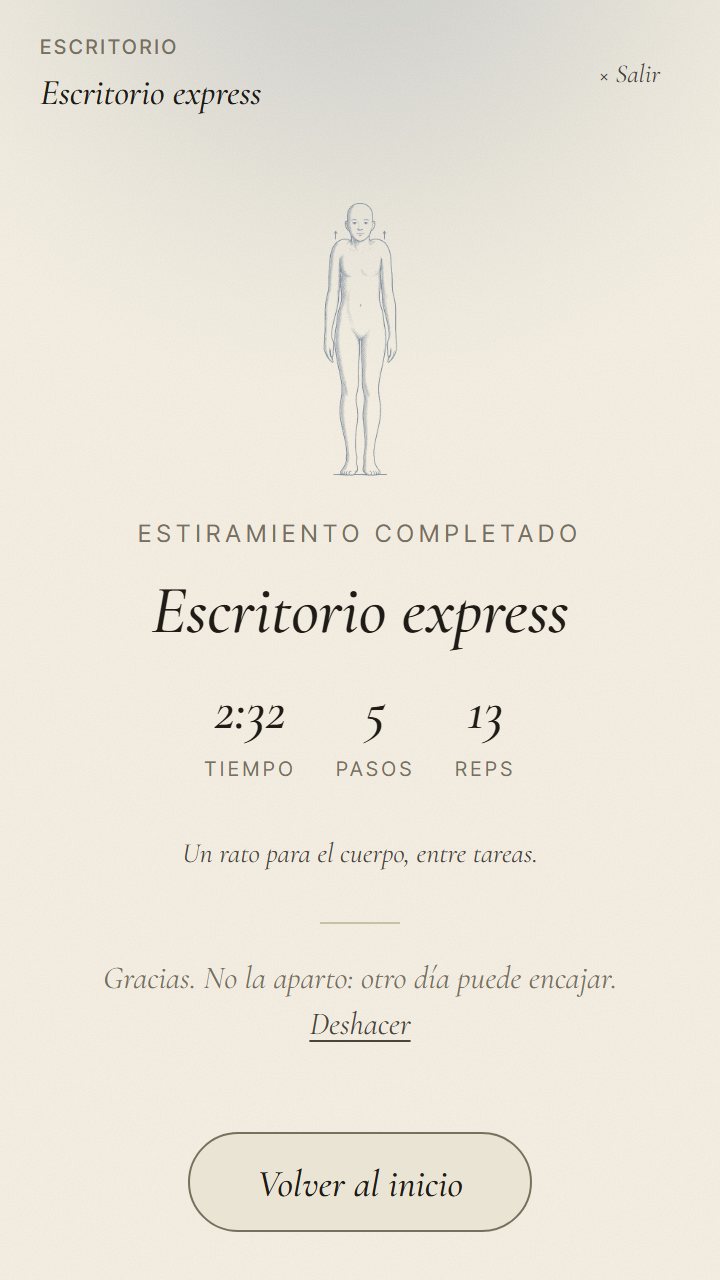 ESCRITORIO
Escritorio express
× Salir
ESTIRAMIENTO COMPLETADO
Escritorio express
2:32 5 13
TIEMPO PASOS REPS
Un rato para el cuerpo, entre tareas.
Gracias. No la aparto: otro día puede encajar.
Deshacer
Volver al inicio